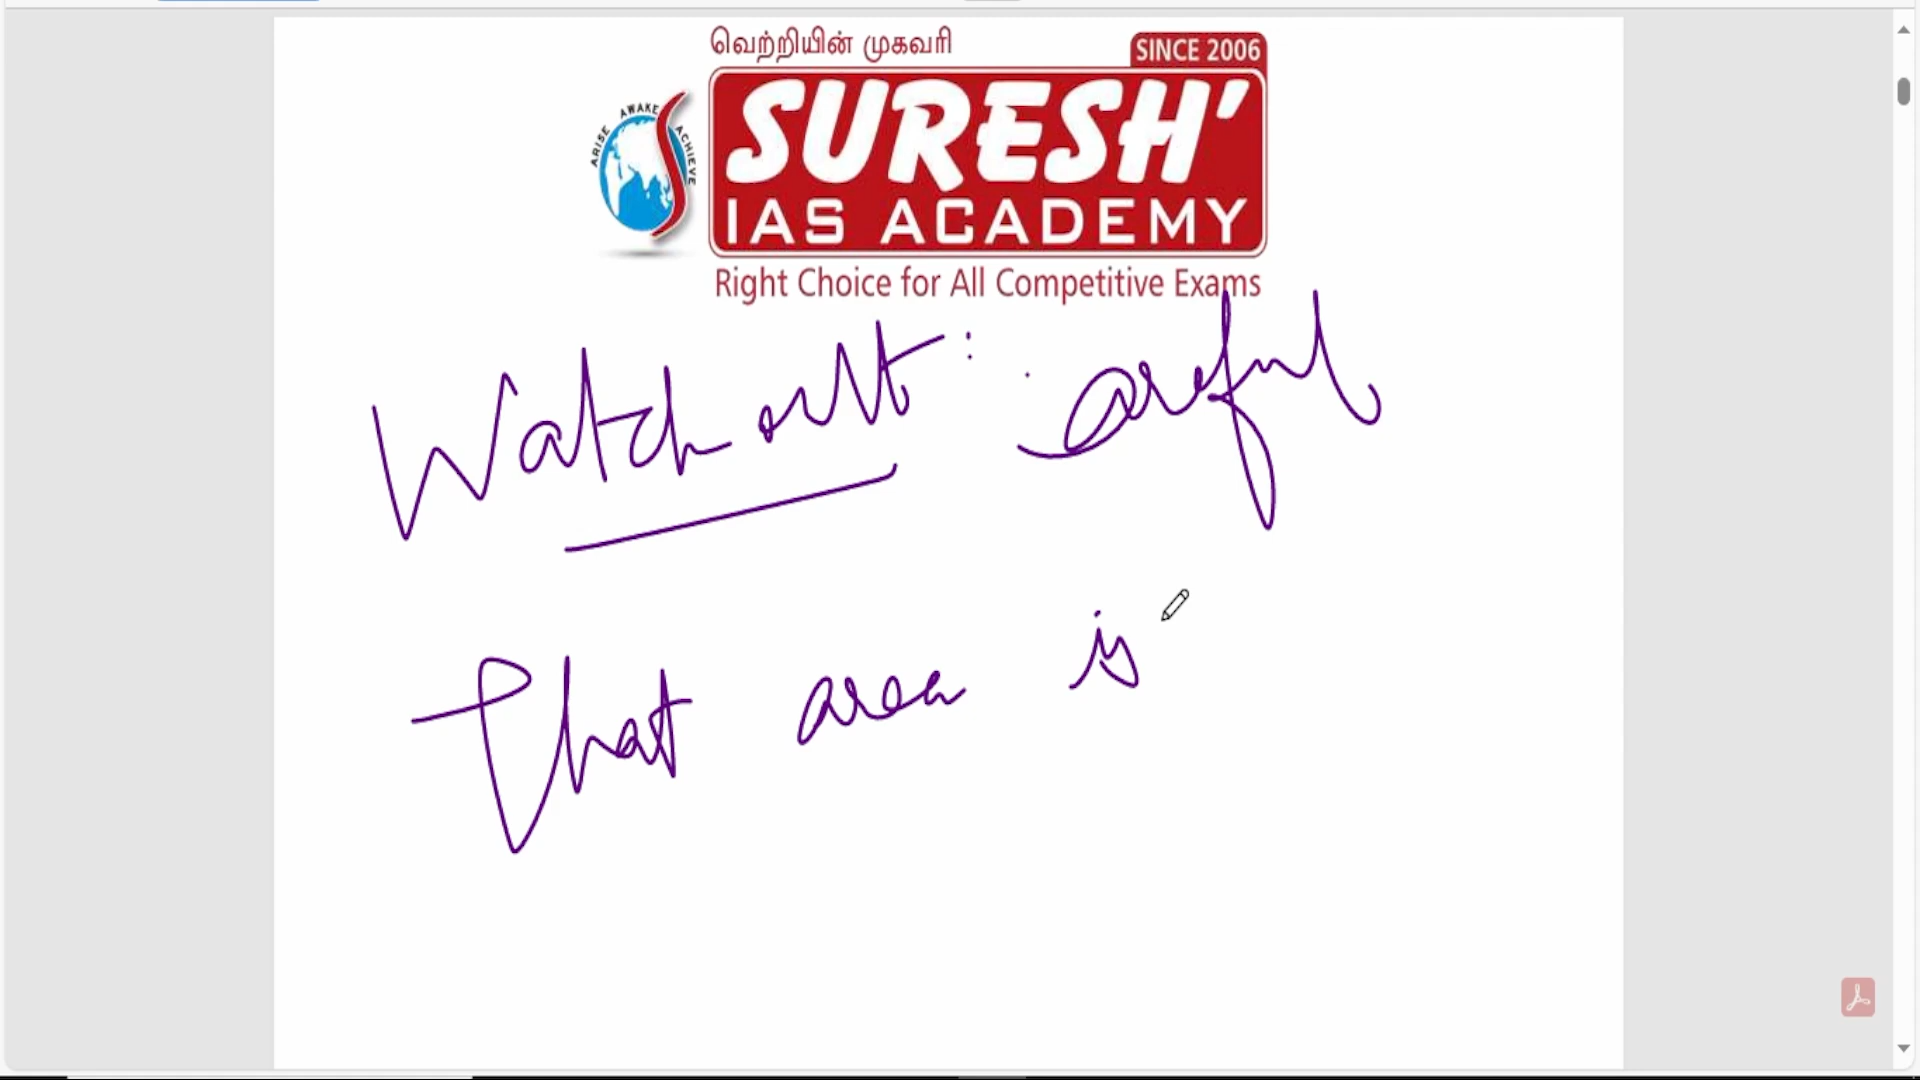 வெற்றியின் முகவரி
SINCE 2006
ARISE AWAKE ACHIEVE
SURESH'
IAS ACADEMY
Right Choice for All Competitive Exams
Watch out: careful
That area is